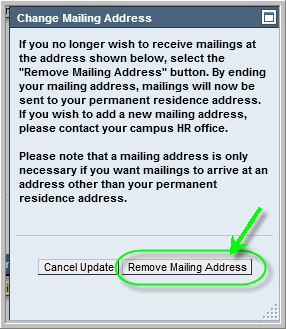 Change Mailing Address
If you no longer wish to receive mailings at
the address shown below, select the
"Remove Mailing Address" button. By ending
your mailing address, mailings will now be
sent to your permanent residence address.
If you wish to add a new mailing address,
please contact your campus HR office.
Please note that a mailing address is only
necessary if you want mailings to arrive at an
address other than your permanent
residence address.
Cancel Update Remove Mailing Address